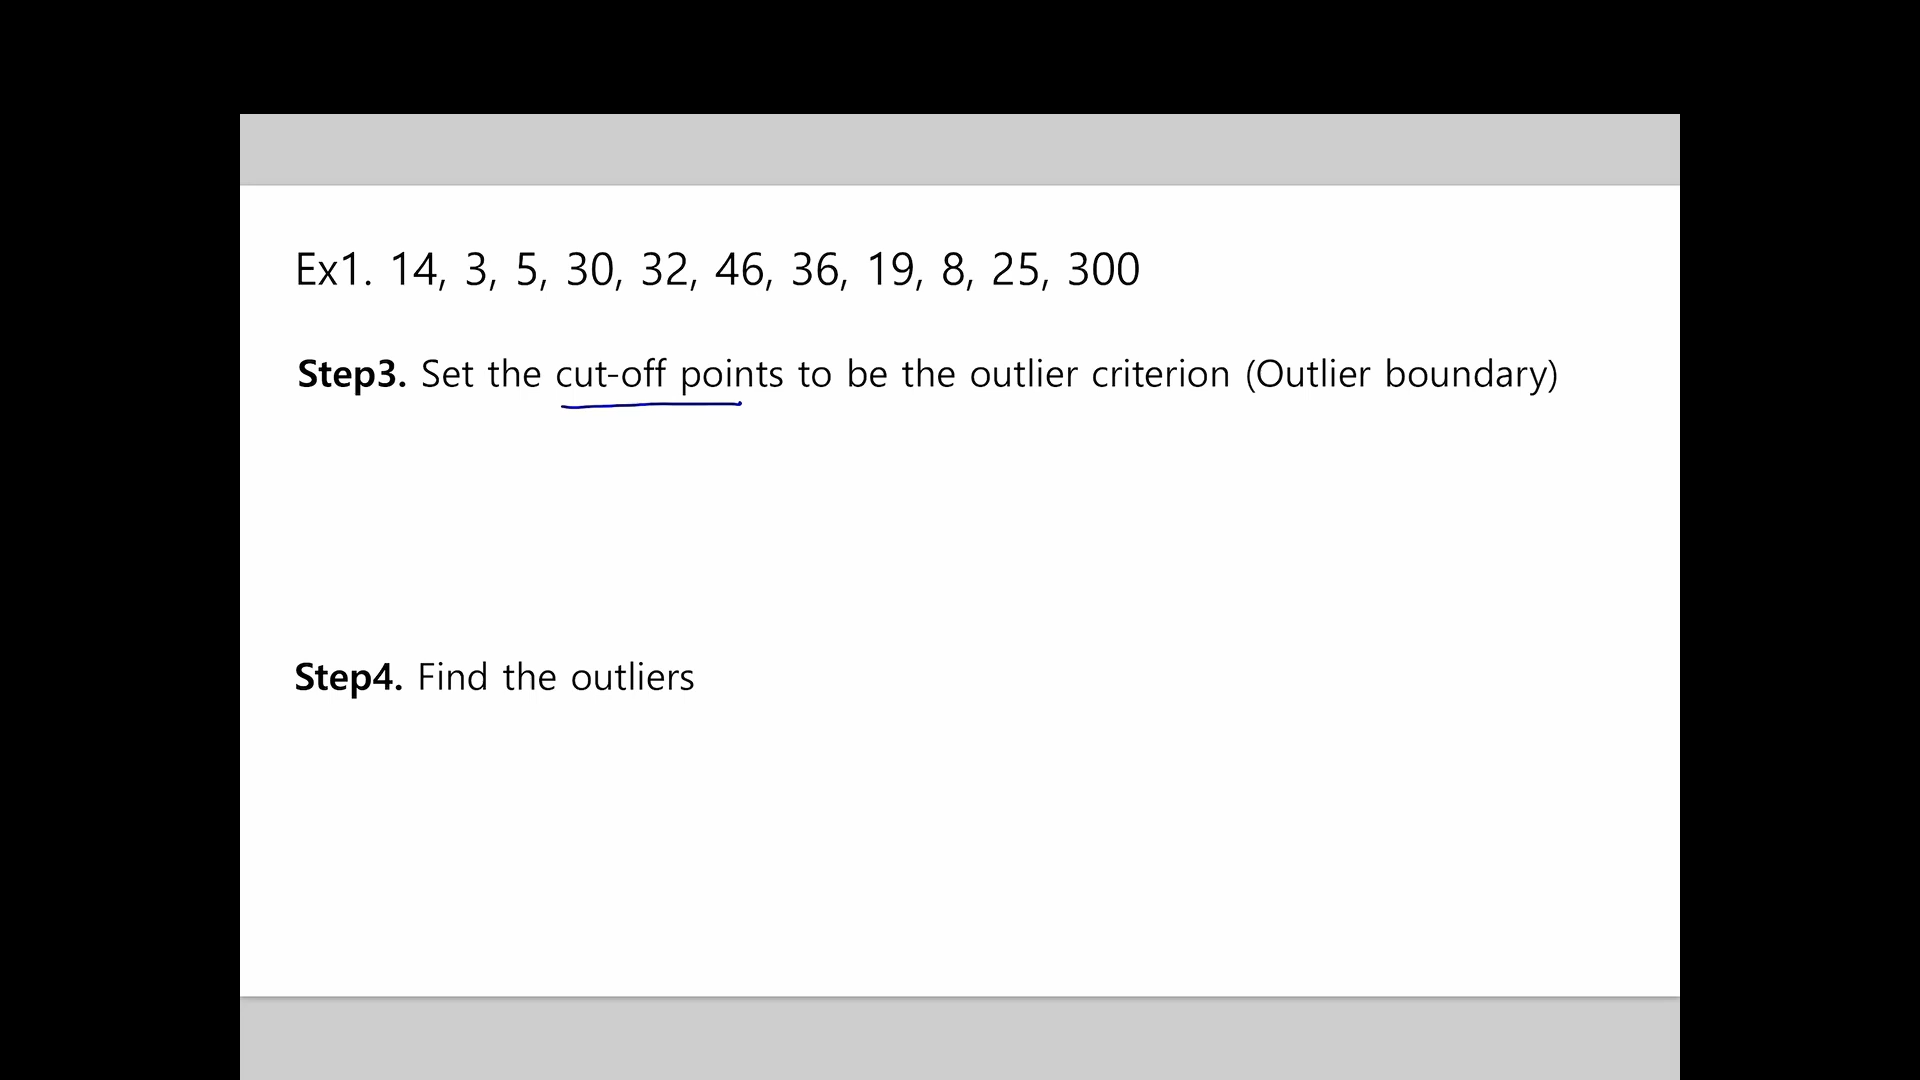 Ex1. 14, 3, 5, 30, 32, 46, 36, 19, 8, 25, 300
Step3. Set the cut-off points to be the outlier criterion (Outlier boundary)
Step4. Find the outliers